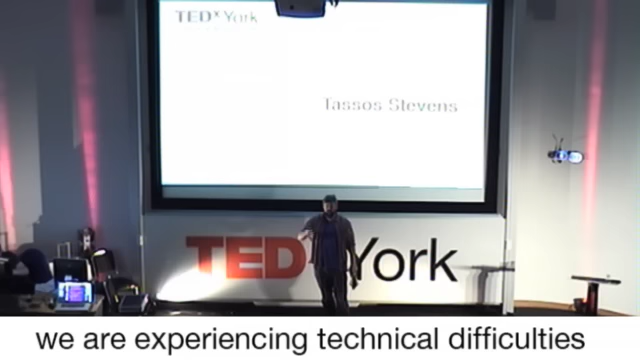 TEDxYork
Tassos Stevens
TEDxYork
we are experiencing technical difficulties